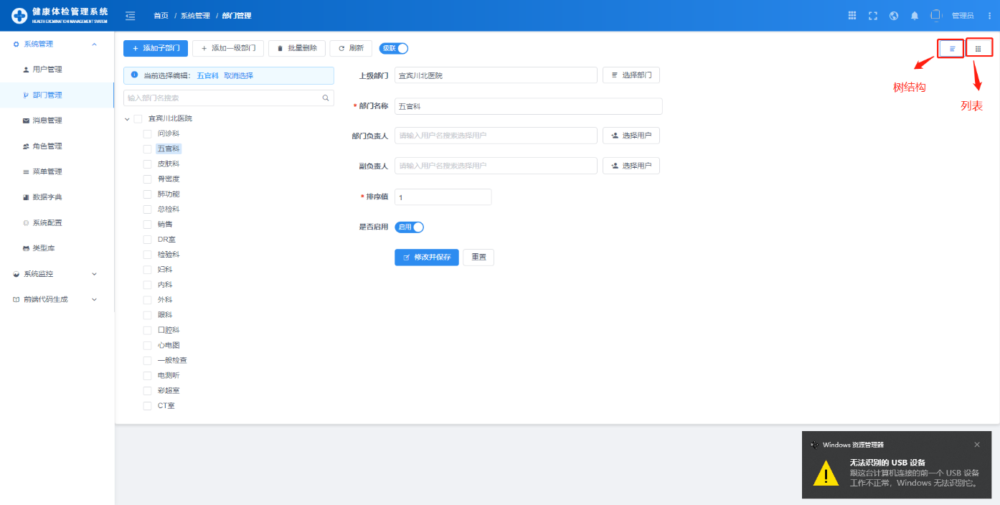 健康体检管理系统
HEALTH EXCMINATION MANAGEMENT SYSTEM
首页 / 系统管理 / 部门管理
管理员
系统管理
用户管理
部门管理
消息管理
角色管理
菜单管理
数据字典
系统配置
类型库
系统监控
前端代码生成
+ 添加子部门
+ 添加一级部门
批量删除
刷新
级联
当前选择编辑: 五官科 取消选择
输入部门名搜索
宜宾川北医院
问诊科
五官科
皮肤科
骨密度
肺功能
总检科
销售
DR室
检验科
妇科
内科
外科
眼科
口腔科
心电图
一般检查
电测听
彩超室
CT室
上级部门 宜宾川北医院 选择部门
* 部门名称 五官科
部门负责人 请输入用户名搜索选择用户 选择用户
副负责人 请输入用户名搜索选择用户 选择用户
* 排序值 1
是否启用 启用
修改并保存 重置
树结构
列表
Windows 资源管理器
无法识别的 USB 设备
跟这台计算机连接的前一个 USB 设备
工作不正常，Windows 无法识别它。